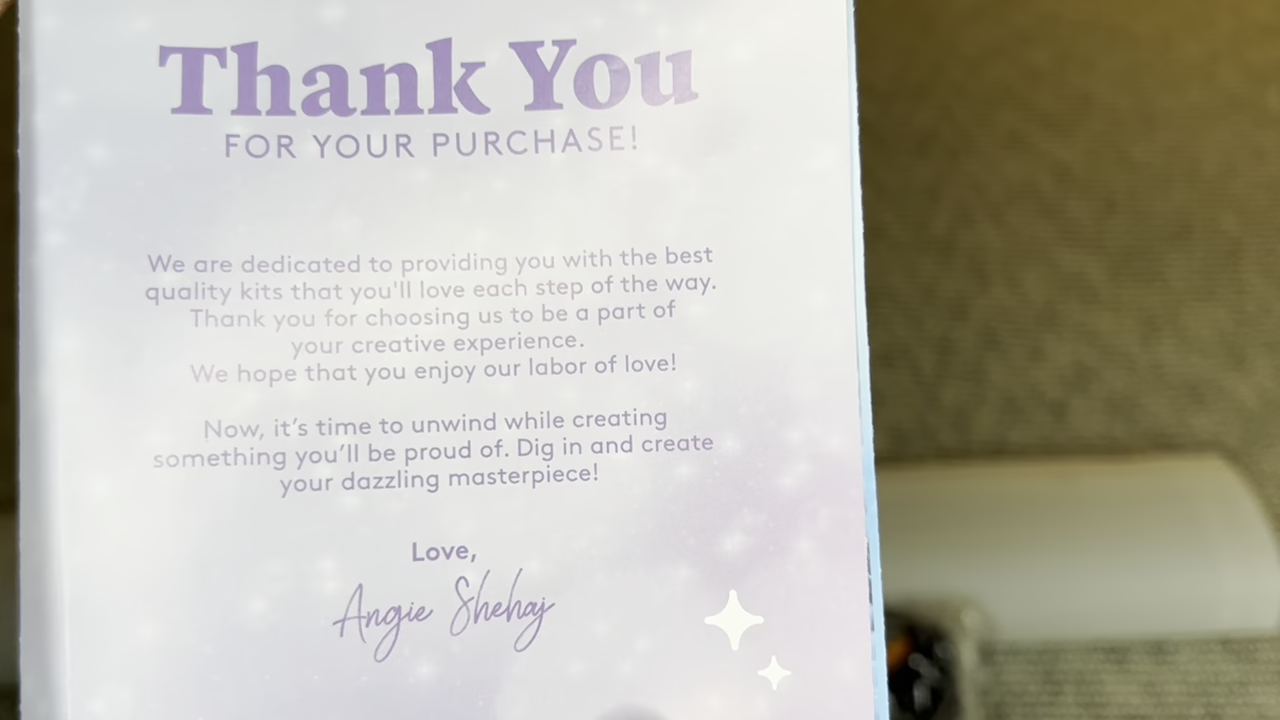 Thank You
FOR YOUR PURCHASE!
We are dedicated to providing you with the best
quality kits that you'll love each step of the way.
Thank you for choosing us to be a part of
your creative experience.
We hope that you enjoy our labor of love!
Now, it’s time to unwind while creating
something you’ll be proud of. Dig in and create
your dazzling masterpiece!
Love,
Angie Shehaj